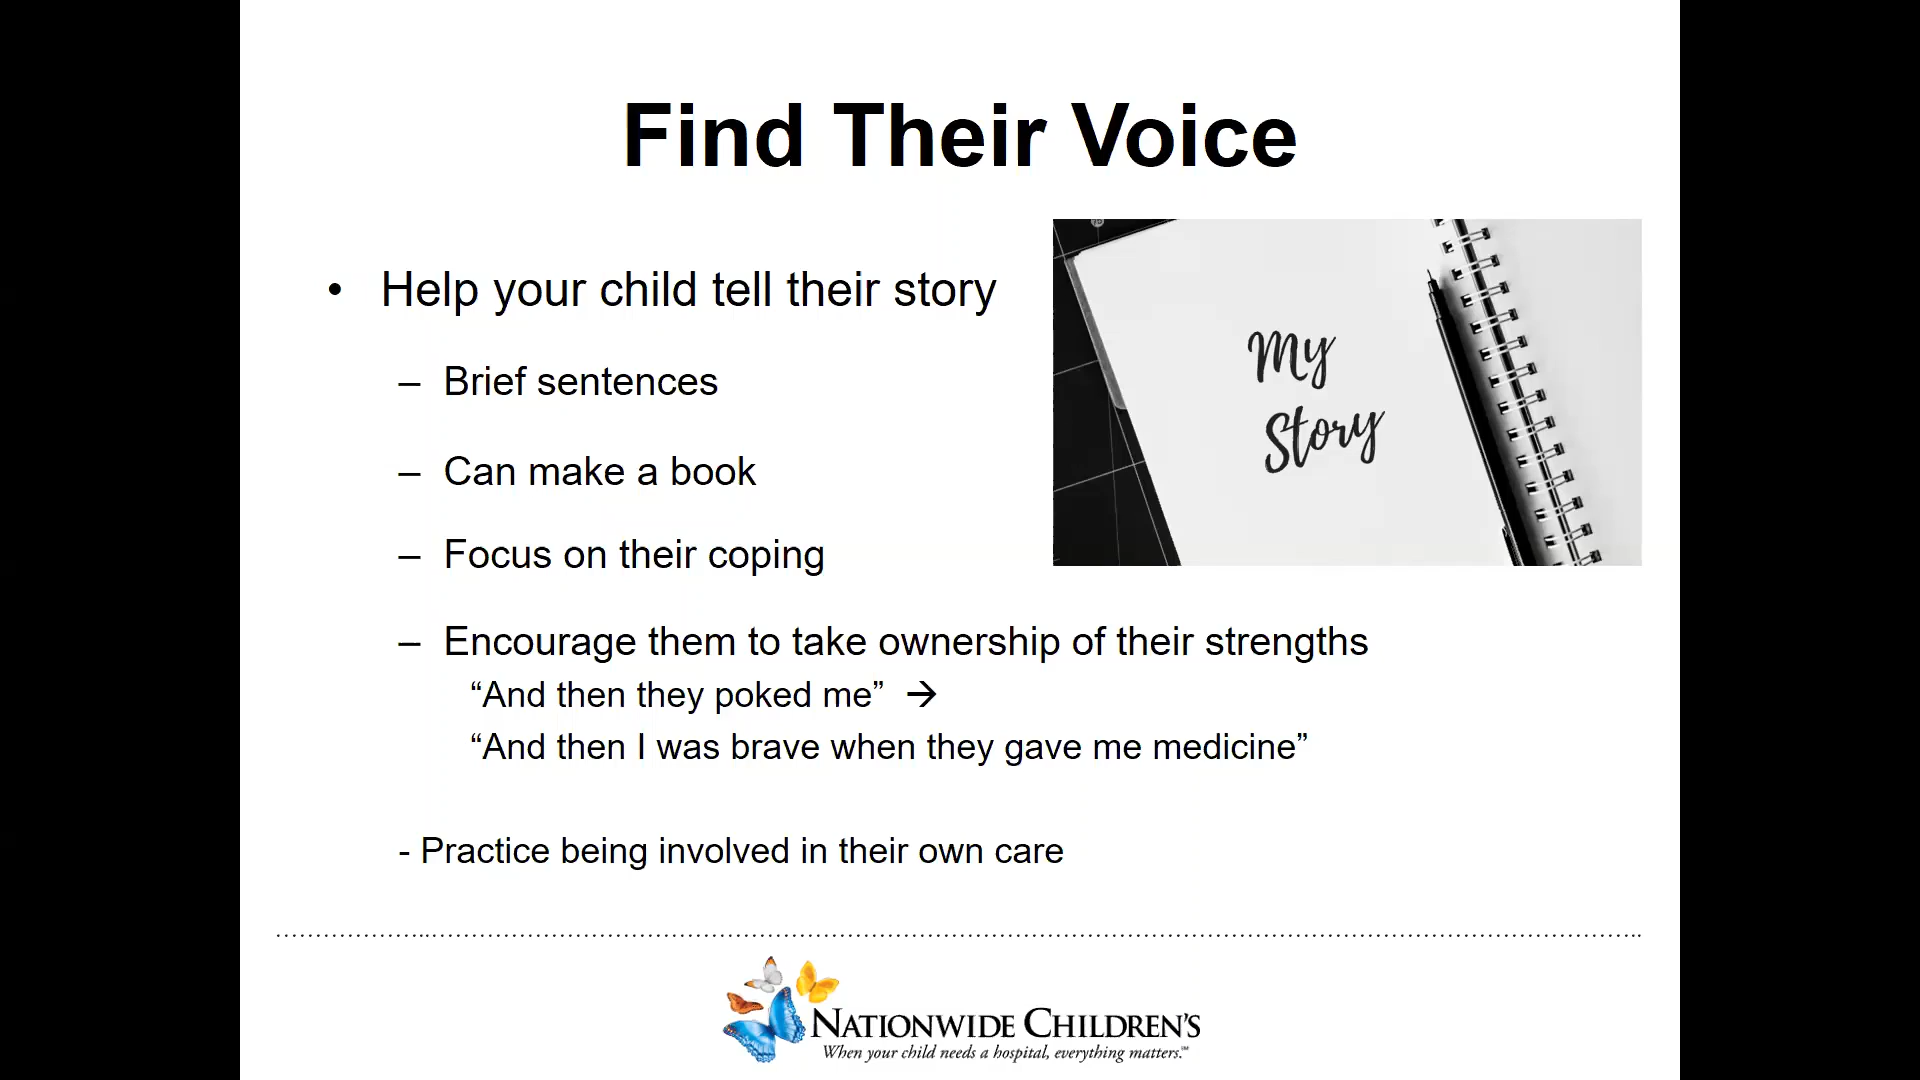 Find Their Voice
• Help your child tell their story
– Brief sentences
– Can make a book
– Focus on their coping
– Encourage them to take ownership of their strengths
“And then they poked me” →
“And then I was brave when they gave me medicine”
- Practice being involved in their own care
My
Story
NATIONWIDE CHILDREN'S
When your child needs a hospital, everything matters.℠